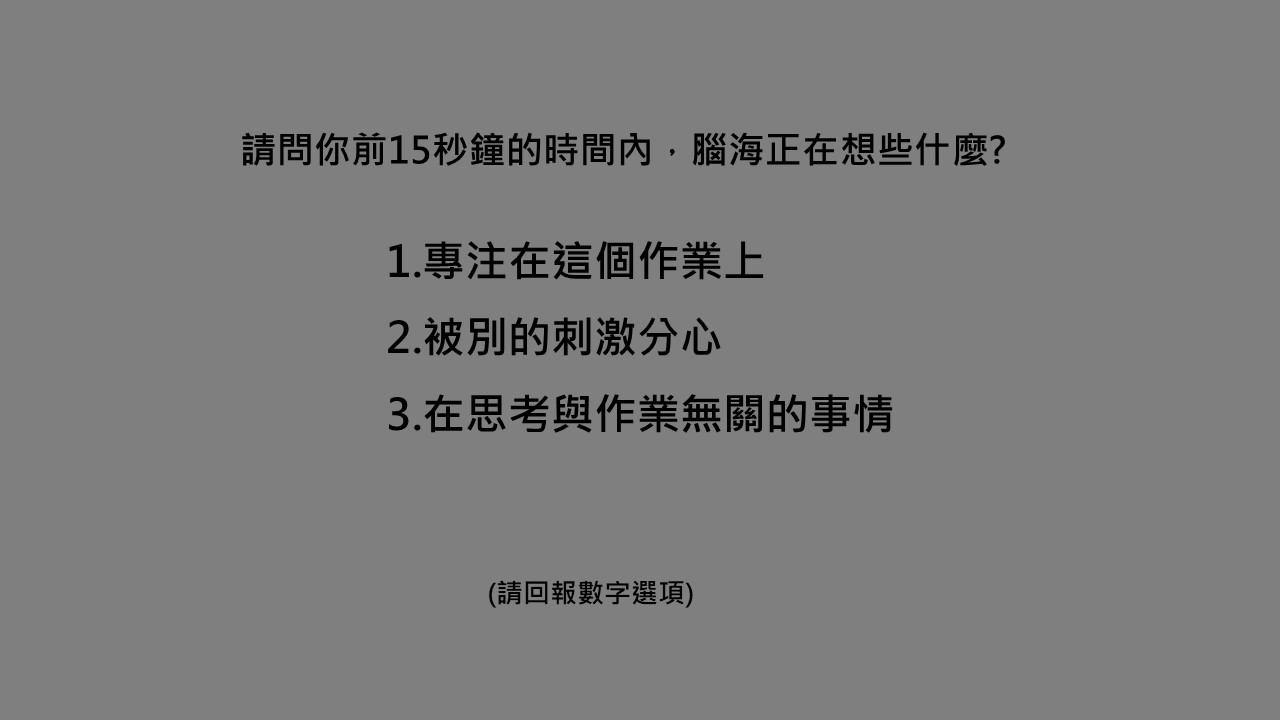 請問你前15秒鐘的時間內，腦海正在想些什麼?
1.專注在這個作業上
2.被別的刺激分心
3.在思考與作業無關的事情
(請回報數字選項)